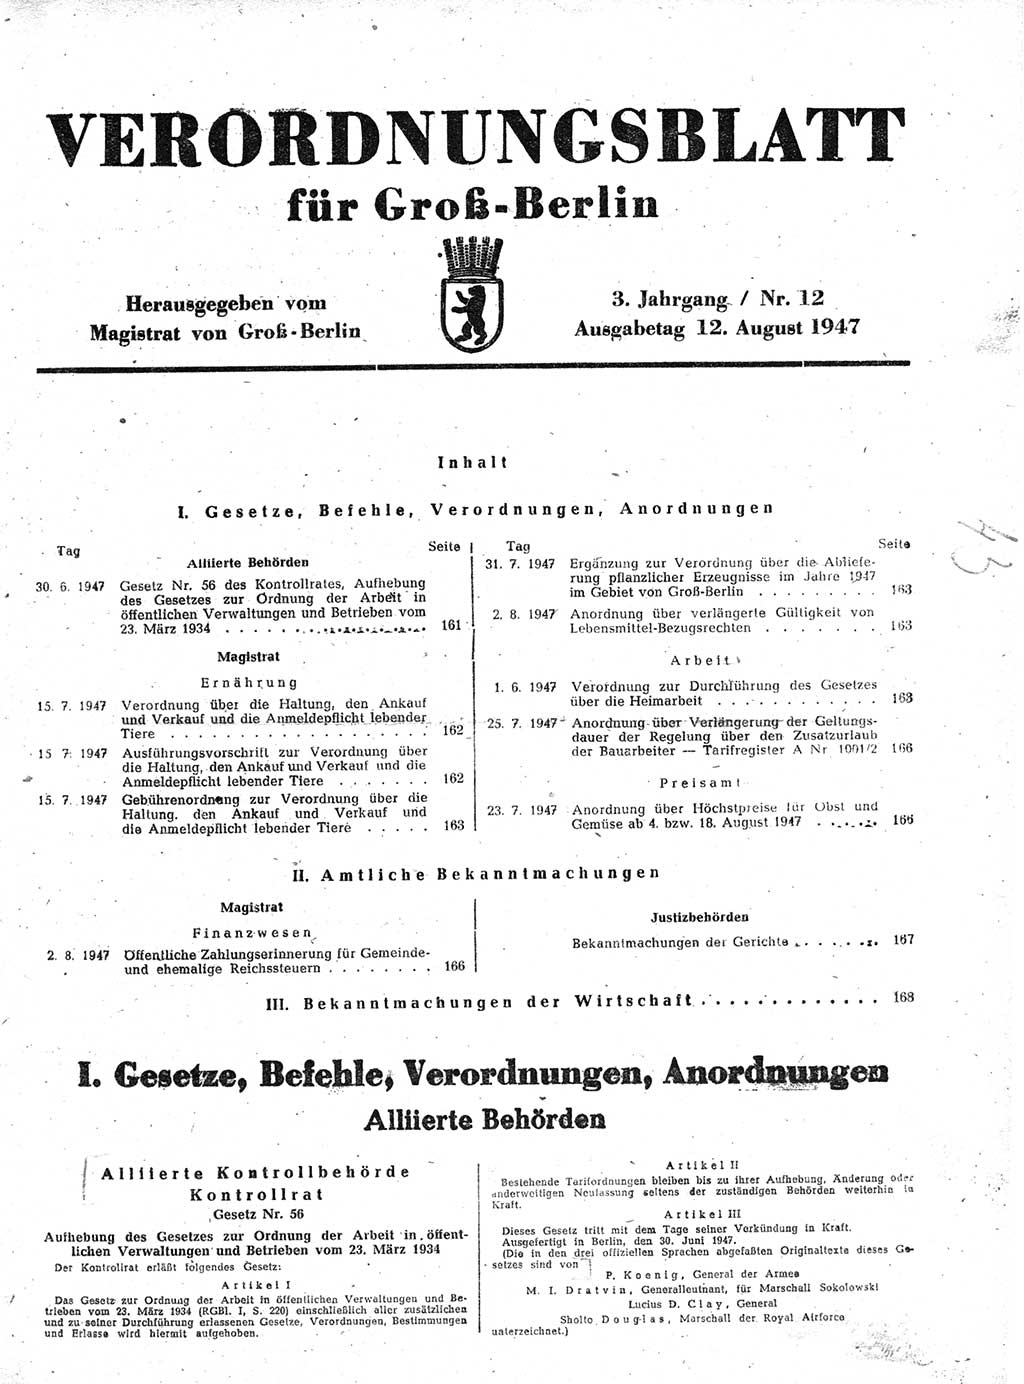 VERORDNUNGSBLATT
für Groß-Berlin
Herausgegeben vom
Magistrat von Groß-Berlin
3. Jahrgang / Nr. 12
Ausgabetag 12. August 1947
Inhalt
I. Gesetze, Befehle, Verordnungen, Anordnungen
Tag Seite
Alliierte Behörden
30. 6. 1947 Gesetz Nr. 56 des Kontrollrates, Aufhebung
des Gesetzes zur Ordnung der Arbeit in
öffentlichen Verwaltungen und Betrieben vom
23. März 1934 . . . . . . . . . . . . . . 161
Magistrat
Ernährung
15. 7. 1947 Verordnung über die Haltung, den Ankauf
und Verkauf und die Anmeldepflicht lebender
Tiere . . . . . . . . . . . . . . . . . . 162
15 7. 1947 Ausführungsvorschrift zur Verordnung über
die Haltung, den Ankauf und Verkauf und die
Anmeldepflicht lebender Tiere . . . . . . . 162
15. 7. 1947 Gebührenordnung zur Verordnung über die
Haltung. den Ankauf und Verkauf und
die Anmeldepflicht lebender Tiere . . . . . 163
Tag Seite
31. 7. 1947 Ergänzung zur Verordnung über die Abliefe-
rung pflanzlicher Erzeugnisse im Jahre 1947
im Gebiet von Groß-Berlin . . . . . . . . . 163
2. 8. 1947 Anordnung über verlängerte Gültigkeit von
Lebensmittel-Bezugsrechten . . . . . . . 163
Arbeit
1. 6. 1947 Verordnung zur Durchführung des Gesetzes
über die Heimarbeit . . . . . . . . . . . . 163
25. 7. 1947 Anordnung über Verlängerung der Geltungs-
dauer der Regelung über den Zusatzurlaub
der Bauarbeiter — Tarifregister A Nr 1001/2 166
Preisamt
23. 7. 1947 Anordnung über Höchstpreise für Obst und
Gemüse ab 4. bzw. 18. August 1947 . . . . . 166
II. Amtliche Bekanntmachungen
Magistrat
Finanzwesen
2. 8. 1947 Öffentliche Zahlungserinnerung für Gemeinde-
und ehemalige Reichssteuern . . . . . . . . 166
Justizbehörden
Bekanntmachungen der Gerichte . . . . . . . 167
III. Bekanntmachungen der Wirtschaft . . . . . . . . . . . . . 168
I. Gesetze, Befehle, Verordnungen, Anordnungen
Alliierte Behörden
Alliierte Kontrollbehörde
Kontrollrat
Gesetz Nr. 56
Aufhebung des Gesetzes zur Ordnung der Arbeit in öffent-
lichen Verwaltungen und Betrieben vom 23. März 1934
Der Kontrollrat erläßt folgendes Gesetz:
Artikel I
Das Gesetz zur Ordnung der Arbeit in öffentlichen Verwaltungen und Be-
trieben vom 23. März 1934 (RGBl. I, S. 220) einschließlich aller zusätzlichen
und zu seiner Durchführung erlassenen Gesetze, Verordnungen, Bestimmungen
und Erlasse wird hiermit aufgehoben.
Artikel II
Bestehende Tarifordnungen bleiben bis zu ihrer Aufhebung, Änderung oder
anderweitigen Neufassung seitens der zuständigen Behörden weiterhin in
Kraft.
Artikel III
Dieses Gesetz tritt mit dem Tage seiner Verkündung in Kraft.
Ausgefertigt in Berlin, den 30. Juni 1947.
(Die in den drei offiziellen Sprachen abgefaßten Originaltexte dieses Ge-
setzes sind von
P. Koenig, General der Armee
M. I. Dratvin, Generalleutnant, für Marschall Sokolowski
Lucius D. Clay, General
Sholto Douglas, Marschall der Royal Airforce
unterzeichnet.)